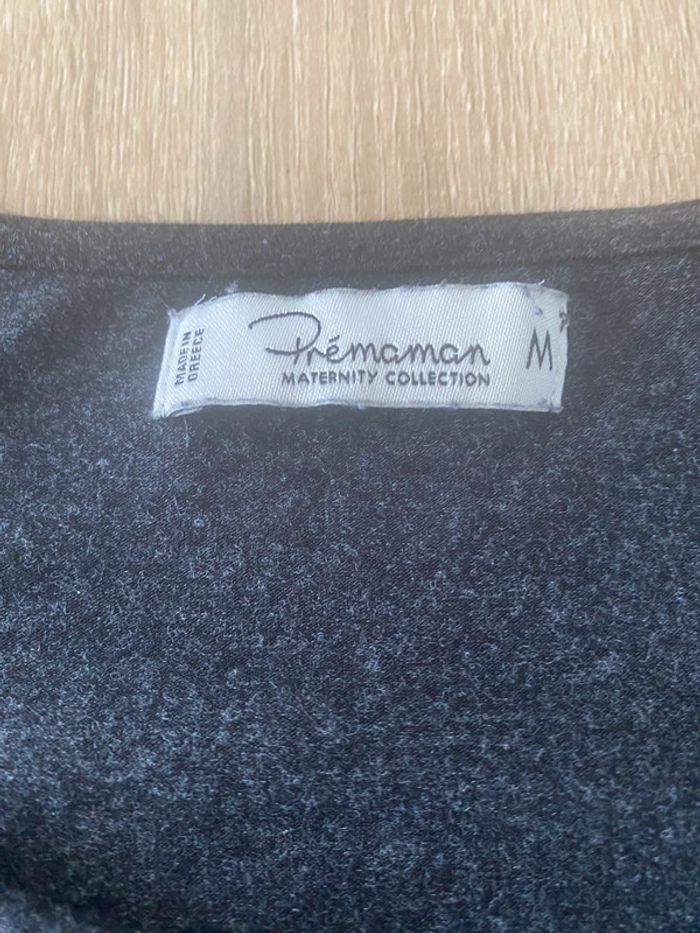 MADE IN
GREECE
Prémaman
MATERNITY COLLECTION
M